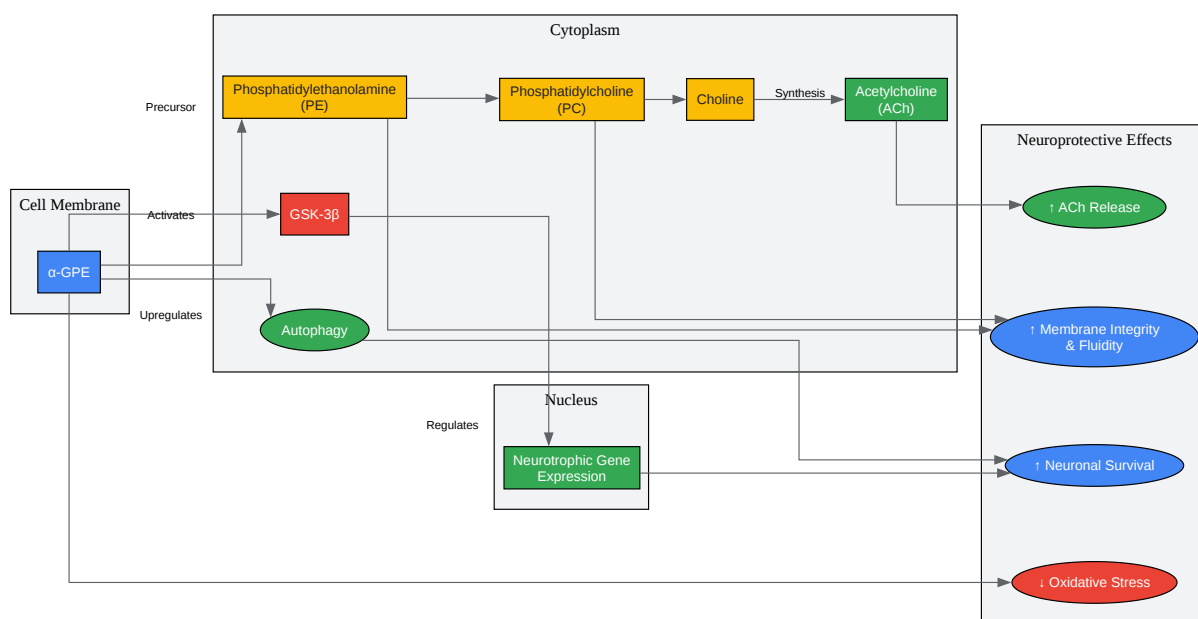 Cytoplasm
Phosphatidylethanolamine
(PE)
Phosphatidylcholine
(PC)
Choline
Synthesis
Acetylcholine
(ACh)
Precursor
Neuroprotective Effects
Cell Membrane
Activates
GSK-3β
↑ ACh Release
α-GPE
Upregulates
Autophagy
↑ Membrane Integrity
& Fluidity
Nucleus
Regulates
Neurotrophic Gene
Expression
↑ Neuronal Survival
↓ Oxidative Stress